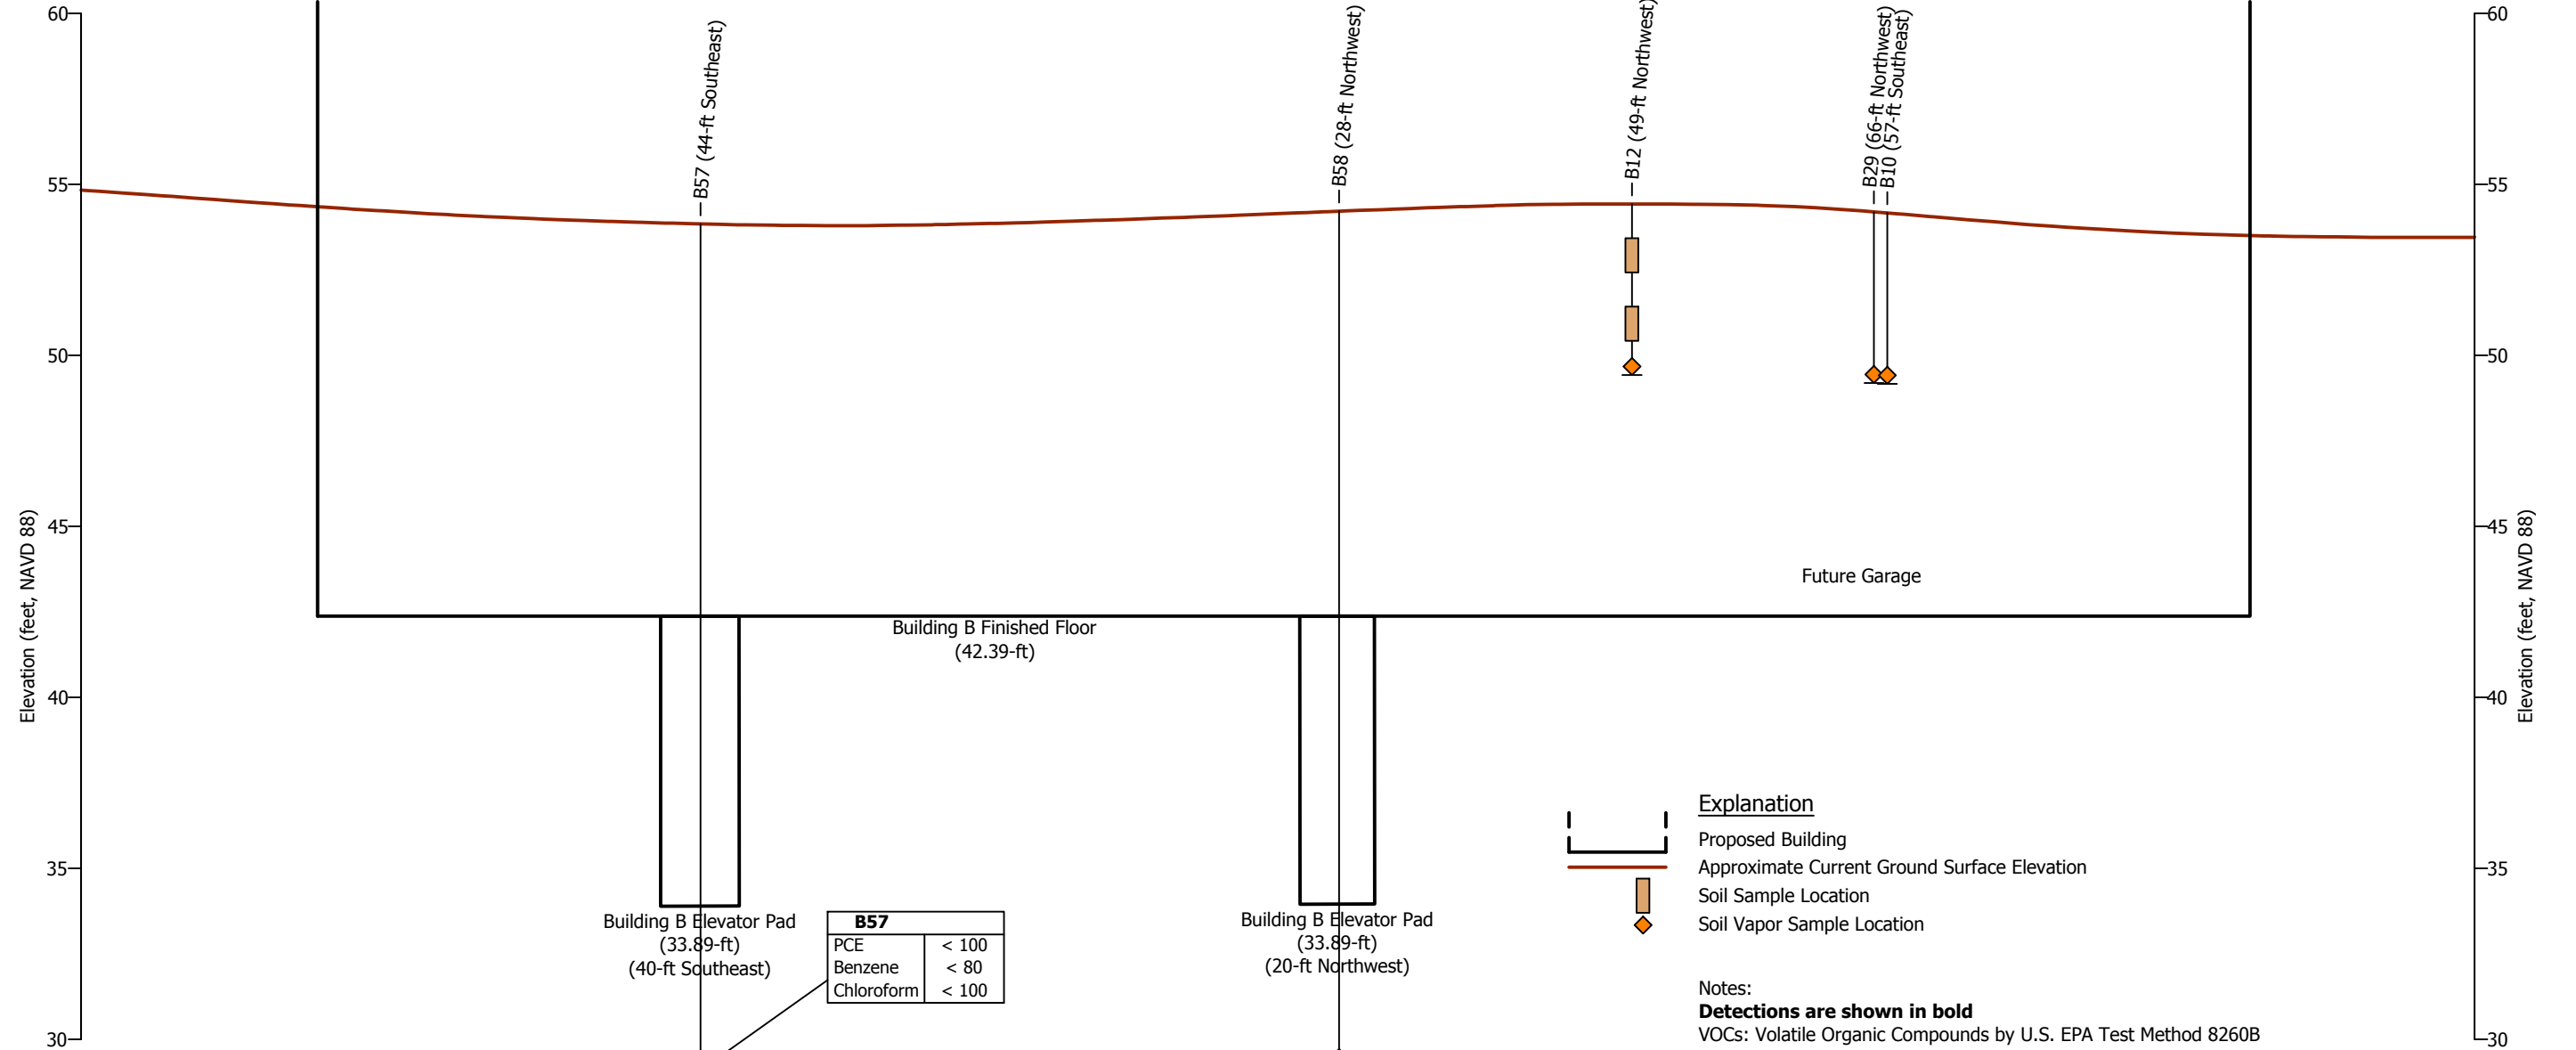 60
55
50
45
40
35
30
Elevation (feet, NAVD 88)
B57 (44-ft Southeast)
B58 (28-ft Northwest)
B12 (49-ft Northwest)
B29 (66-ft Northwest)
B10 (57-ft Southeast)
60
55
50
45
40
35
30
Elevation (feet, NAVD 88)
Future Garage
Building B Finished Floor
(42.39-ft)
Building B Elevator Pad
(33.89-ft)
(40-ft Southeast)
B57
PCE < 100
Benzene < 80
Chloroform < 100
Building B Elevator Pad
(33.89-ft)
(20-ft Northwest)
Explanation
Proposed Building
Approximate Current Ground Surface Elevation
Soil Sample Location
Soil Vapor Sample Location
Notes:
Detections are shown in bold
VOCs: Volatile Organic Compounds by U.S. EPA Test Method 8260B